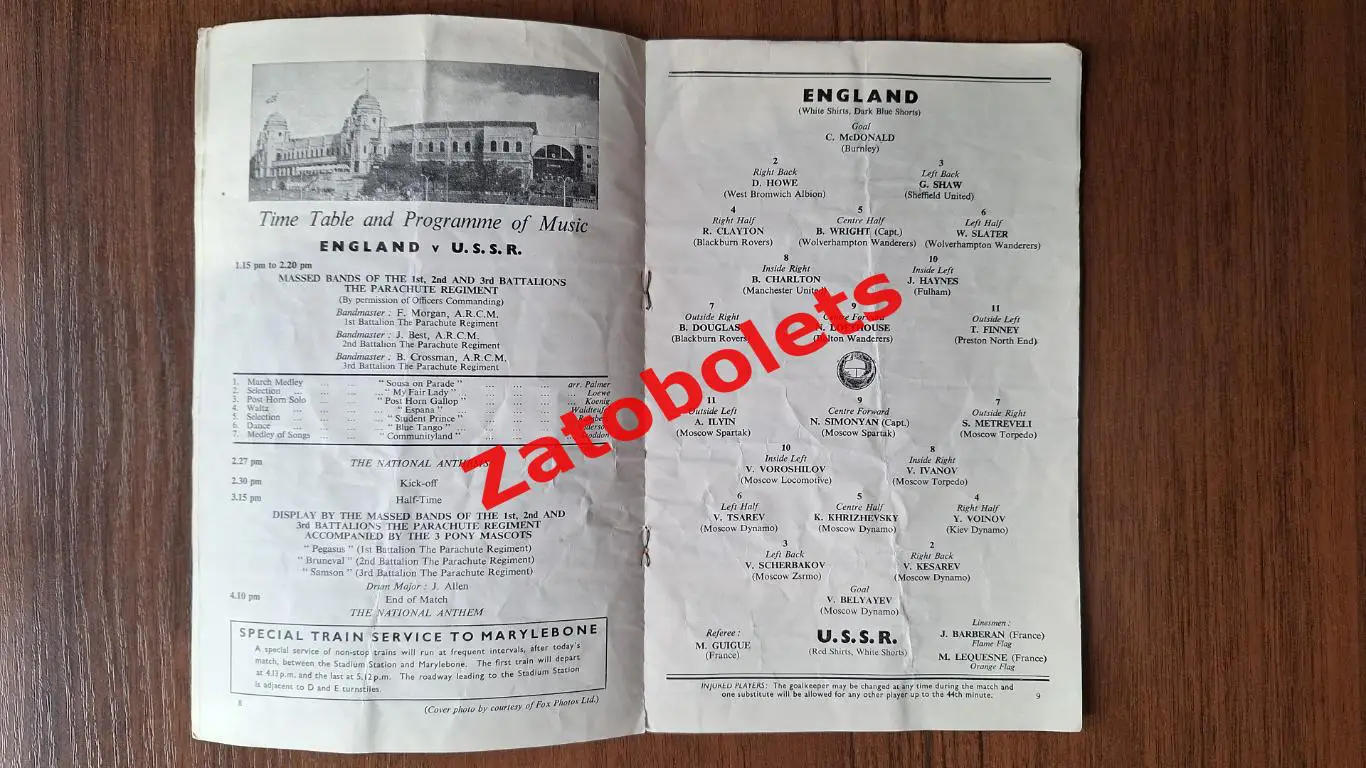 Time Table and Programme of Music
ENGLAND v U.S.S.R.
1.15 pm to 2.20 pm
MASSED BANDS OF THE 1st, 2nd AND 3rd BATTALIONS
THE PARACHUTE REGIMENT
(By permission of Officers Commanding)
Bandmaster : F. Morgan, A.R.C.M.
1st Battalion The Parachute Regiment
Bandmaster : J. Best, A.R.C.M.
2nd Battalion The Parachute Regiment
Bandmaster : B. Crossman, A.R.C.M.
3rd Battalion The Parachute Regiment
1. March Medley ... "Sousa on Parade" ... ... ... arr. Palmer
2. Selection ... ... "My Fair Lady" ... ... ... Loewe
3. Post Horn Solo ... "Post Horn Gallop" ... ... ... Koenig
4. Waltz ... ... "Espana" ... ... ...
5. Selection ... ... "Student Prince" ... ...
6. Dance ... ... "Blue Tango" ... ...
7. Medley of Songs ... "Communityland" ... ...
2.27 pm THE NATIONAL ANTHEMS
2.30 pm Kick-off
3.15 pm Half-Time
DISPLAY BY THE MASSED BANDS OF THE 1st, 2nd AND
3rd BATTALIONS THE PARACHUTE REGIMENT
ACCOMPANIED BY THE 3 PONY MASCOTS
"Pegasus" (1st Battalion The Parachute Regiment)
"Bruneval" (2nd Battalion The Parachute Regiment)
"Samson" (3rd Battalion The Parachute Regiment)
Drum Major : J. Allen
4.10 pm End of Match
THE NATIONAL ANTHEM
SPECIAL TRAIN SERVICE TO MARYLEBONE
A special service of non-stop trains will run at frequent intervals, after today's
match, between the Stadium Station and Marylebone. The first train will depart
at 4.13 p.m. and the last at 5.12 p.m. The roadway leading to the Stadium Station
is adjacent to D and E turnstiles.
8
(Cover photo by courtesy of Fox Photos Ltd.)
ENGLAND
(White Shirts, Dark Blue Shorts)
Goal
C. McDONALD
(Burnley)
2 3
Right Back Left Back
D. HOWE G. SHAW
(West Bromwich Albion) (Sheffield United)
4 5 6
Right Half Centre Half Left Half
R. CLAYTON B. WRIGHT (Capt.) W. SLATER
(Blackburn Rovers) (Wolverhampton Wanderers) (Wolverhampton Wanderers)
8 10
Inside Right Inside Left
B. CHARLTON J. HAYNES
(Manchester United) (Fulham)
7 9 11
Outside Right Centre Forward Outside Left
B. DOUGLAS N. LOFTHOUSE T. FINNEY
(Blackburn Rovers) (Bolton Wanderers) (Preston North End)
11 9 7
Outside Left Centre Forward Outside Right
A. ILYIN N. SIMONYAN (Capt.) S. METREVELI
(Moscow Spartak) (Moscow Spartak) (Moscow Torpedo)
10 8
Inside Left Inside Right
V. VOROSHILOV V. IVANOV
(Moscow Locomotive) (Moscow Torpedo)
6 5 4
Left Half Centre Half Right Half
V. TSAREV K. KHRIZHEVSKY Y. VOINOV
(Moscow Dynamo) (Moscow Dynamo) (Kiev Dynamo)
3 2
Left Back Right Back
V. SCHERBAKOV V. KESAREV
(Moscow Zsrmo) (Moscow Dynamo)
Goal
V. BELYAYEV
(Moscow Dynamo)
Referee :
M. GUIGUE
(France)
U.S.S.R.
(Red Shirts, White Shorts)
Linesmen :
J. BARBERAN (France)
Flame Flag
M. LEQUESNE (France)
Orange Flag
INJURED PLAYERS: The goalkeeper may be changed at any time during the match and
one substitute will be allowed for any other player up to the 44th minute.
9
Zatobolets